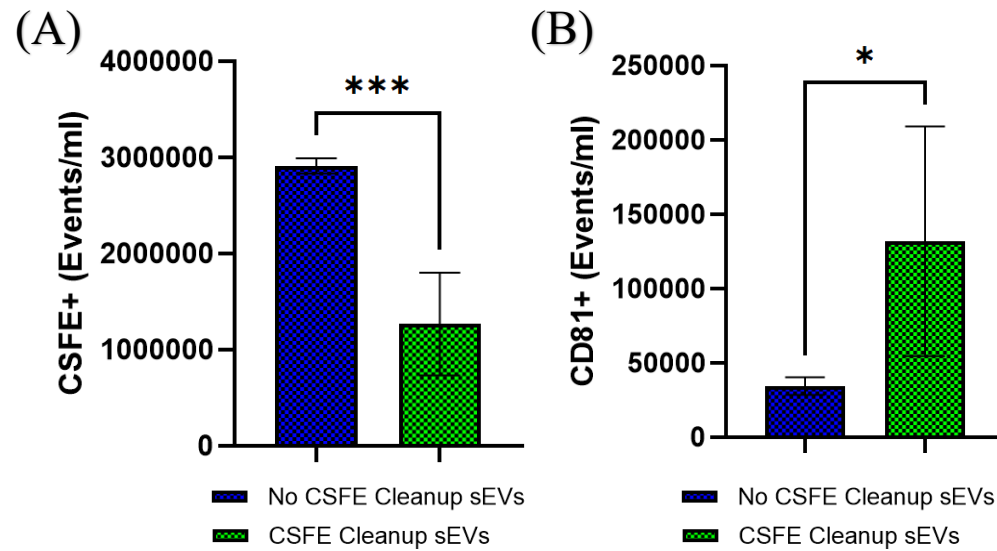 (A)
CSFE+ (Events/ml)
4000000
3000000
2000000
1000000
0
***
No CSFE Cleanup sEVs
CSFE Cleanup sEVs
(B)
CD81+ (Events/ml)
250000
200000
150000
100000
50000
0
*
No CSFE Cleanup sEVs
CSFE Cleanup sEVs